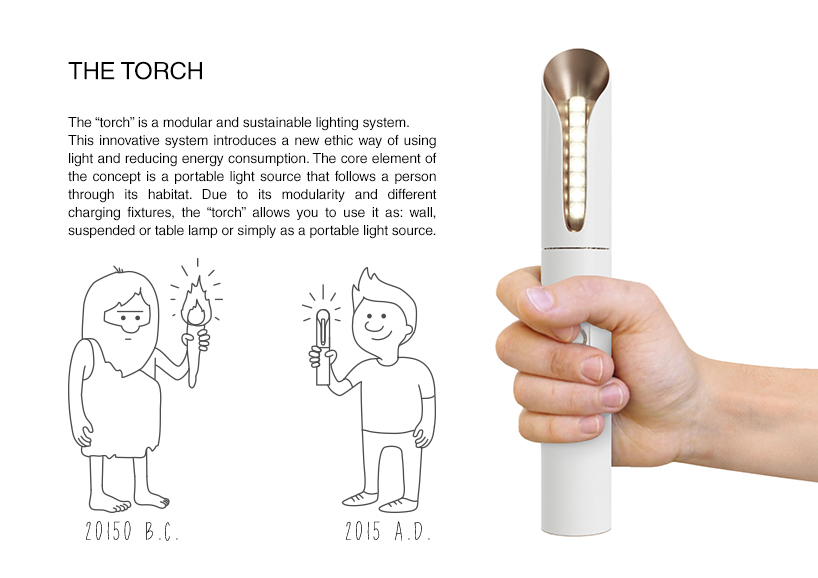 THE TORCH
The “torch” is a modular and sustainable lighting system.
This innovative system introduces a new ethic way of using
light and reducing energy consumption. The core element of
the concept is a portable light source that follows a person
through its habitat. Due to its modularity and different
charging fixtures, the “torch” allows you to use it as: wall,
suspended or table lamp or simply as a portable light source.
20150 B.C.
2015 A.D.